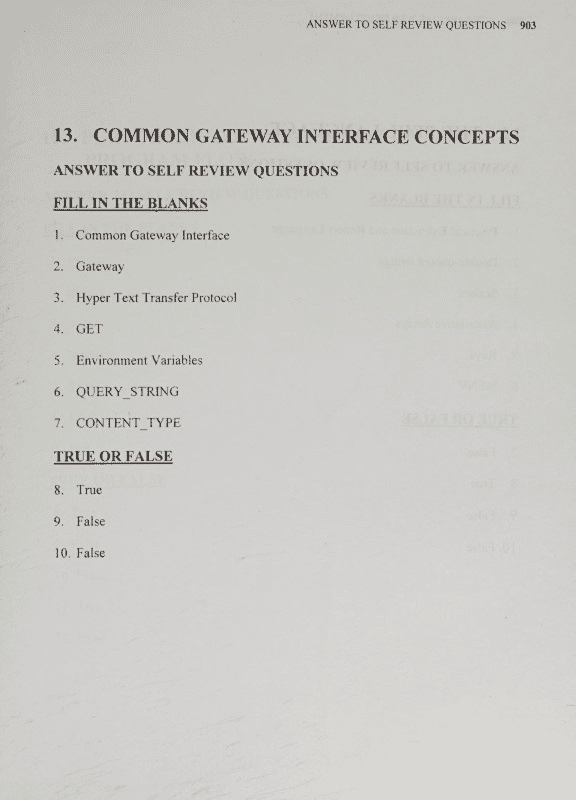 ANSWER TO SELF REVIEW QUESTIONS 903
13. COMMON GATEWAY INTERFACE CONCEPTS
ANSWER TO SELF REVIEW QUESTIONS
FILL IN THE BLANKS
1. Common Gateway Interface
2. Gateway
3. Hyper Text Transfer Protocol
4. GET
5. Environment Variables
6. QUERY_STRING
7. CONTENT_TYPE
TRUE OR FALSE
8. True
9. False
10. False